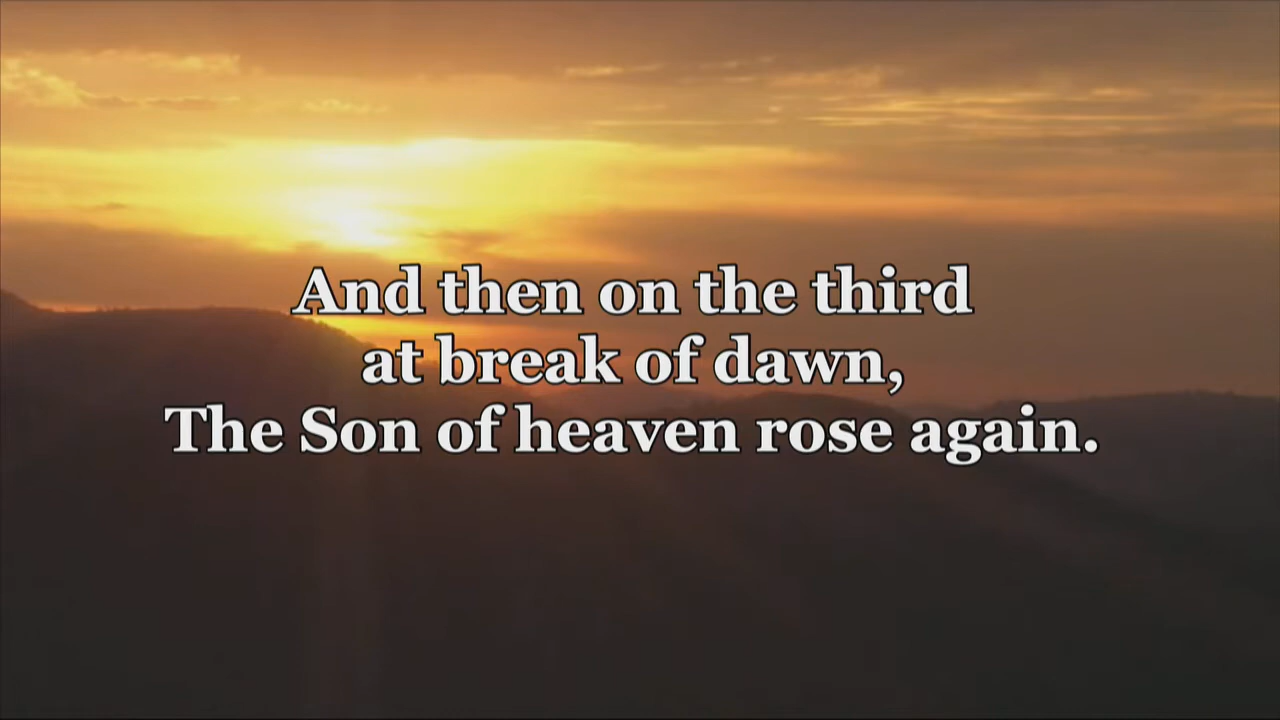 And then on the third
at break of dawn,
The Son of heaven rose again.